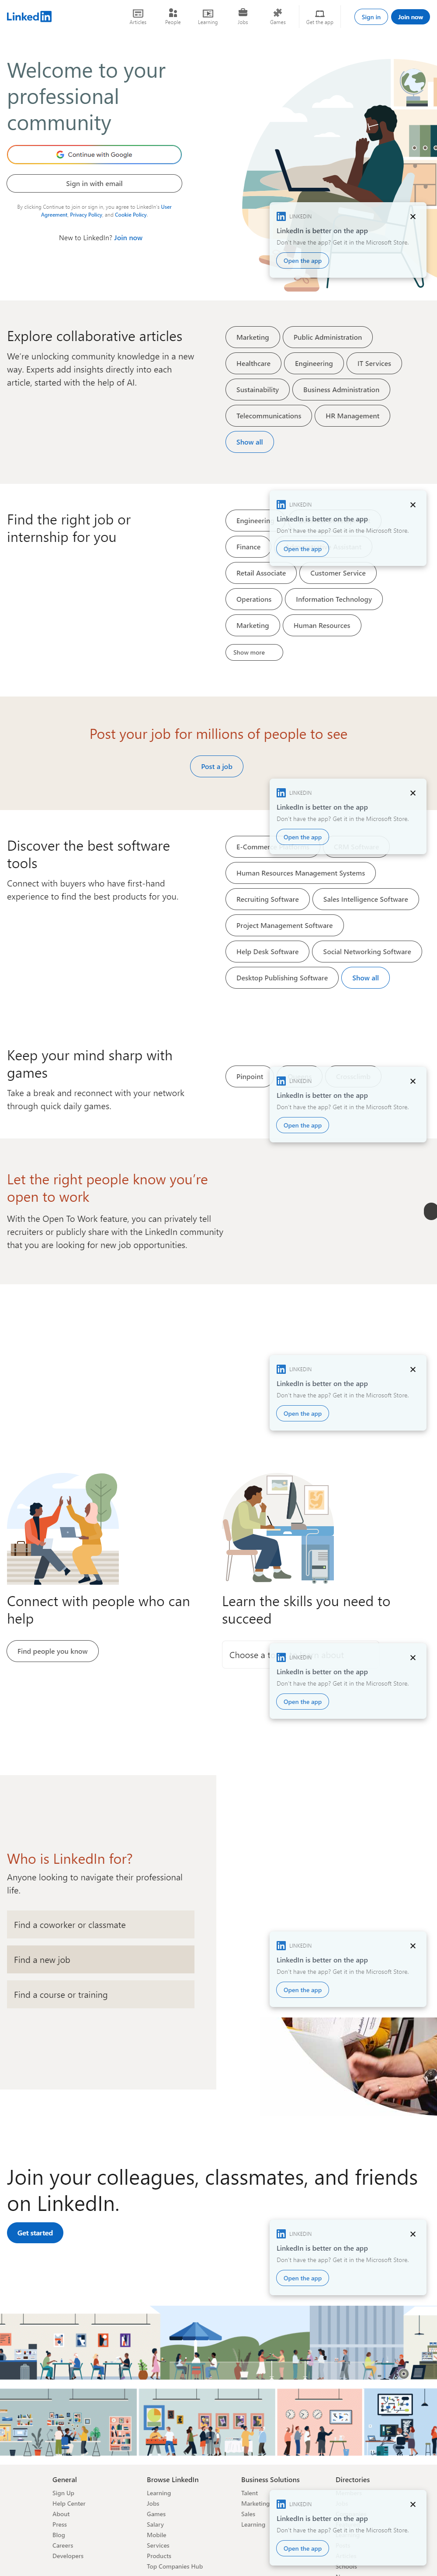 LinkedIn
Articles
People
Learning
Jobs
Games
Get the app
Sign in
Join now
Welcome to your
professional
community
Continue with Google
Sign in with email
By clicking Continue to join or sign in, you agree to LinkedIn's User
Agreement, Privacy Policy, and Cookie Policy.
New to LinkedIn? Join now
LINKEDIN
LinkedIn is better on the app
Don't have the app? Get it in the Microsoft Store.
Open the app
Explore collaborative articles
We're unlocking community knowledge in a new
way. Experts add insights directly into each
article, started with the help of AI.
Marketing
Public Administration
Healthcare
Engineering
IT Services
Sustainability
Business Administration
Telecommunications
HR Management
Show all
Find the right job or
internship for you
LINKEDIN
LinkedIn is better on the app
Don't have the app? Get it in the Microsoft Store.
Open the app
Finance
Retail Associate
Customer Service
Operations
Information Technology
Marketing
Human Resources
Show more
Post your job for millions of people to see
Post a job
LINKEDIN
LinkedIn is better on the app
Don't have the app? Get it in the Microsoft Store.
Open the app
Discover the best software
tools
Connect with buyers who have first-hand
experience to find the best products for you.
Human Resources Management Systems
Recruiting Software
Sales Intelligence Software
Project Management Software
Help Desk Software
Social Networking Software
Desktop Publishing Software
Show all
Keep your mind sharp with
games
Take a break and reconnect with your network
through quick daily games.
Pinpoint
LINKEDIN
LinkedIn is better on the app
Don't have the app? Get it in the Microsoft Store.
Open the app
Let the right people know you're
open to work
With the Open To Work feature, you can privately tell
recruiters or publicly share with the LinkedIn community
that you are looking for new job opportunities.
LINKEDIN
LinkedIn is better on the app
Don't have the app? Get it in the Microsoft Store.
Open the app
Connect with people who can
help
Find people you know
Learn the skills you need to
succeed
Choose a
LINKEDIN
LinkedIn is better on the app
Don't have the app? Get it in the Microsoft Store.
Open the app
Who is LinkedIn for?
Anyone looking to navigate their professional
life.
Find a coworker or classmate
Find a new job
Find a course or training
LINKEDIN
LinkedIn is better on the app
Don't have the app? Get it in the Microsoft Store.
Open the app
Join your colleagues, classmates, and friends
on LinkedIn.
Get started
LINKEDIN
LinkedIn is better on the app
Don't have the app? Get it in the Microsoft Store.
Open the app
General
Sign Up
Help Center
About
Press
Blog
Careers
Developers
Browse LinkedIn
Learning
Jobs
Games
Salary
Mobile
Services
Products
Top Companies Hub
Business Solutions
Talent
Marketing
Sales
Learning
Directories
LINKEDIN
LinkedIn is better on the app
Don't have the app? Get it in the Microsoft Store.
Open the app
Schools